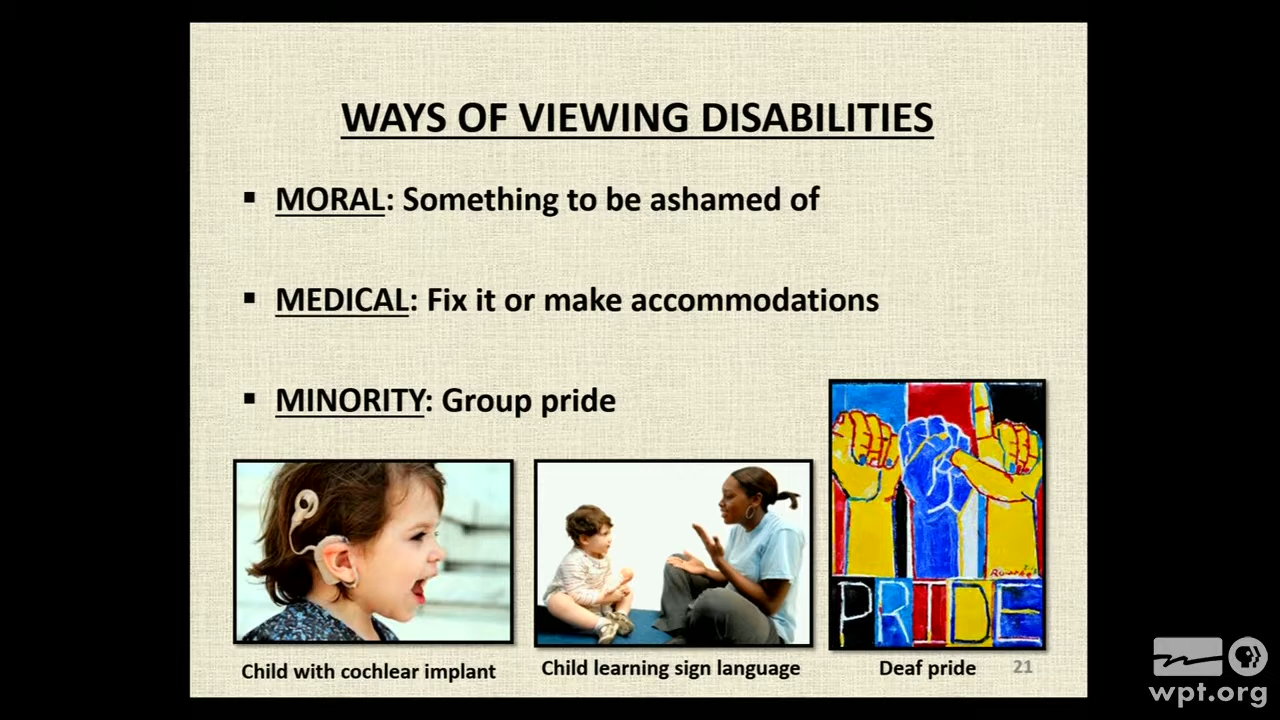 WAYS OF VIEWING DISABILITIES
▪ MORAL: Something to be ashamed of
▪ MEDICAL: Fix it or make accommodations
▪ MINORITY: Group pride
PRIDE
Child with cochlear implant
Child learning sign language
Deaf pride
21
wpt.org